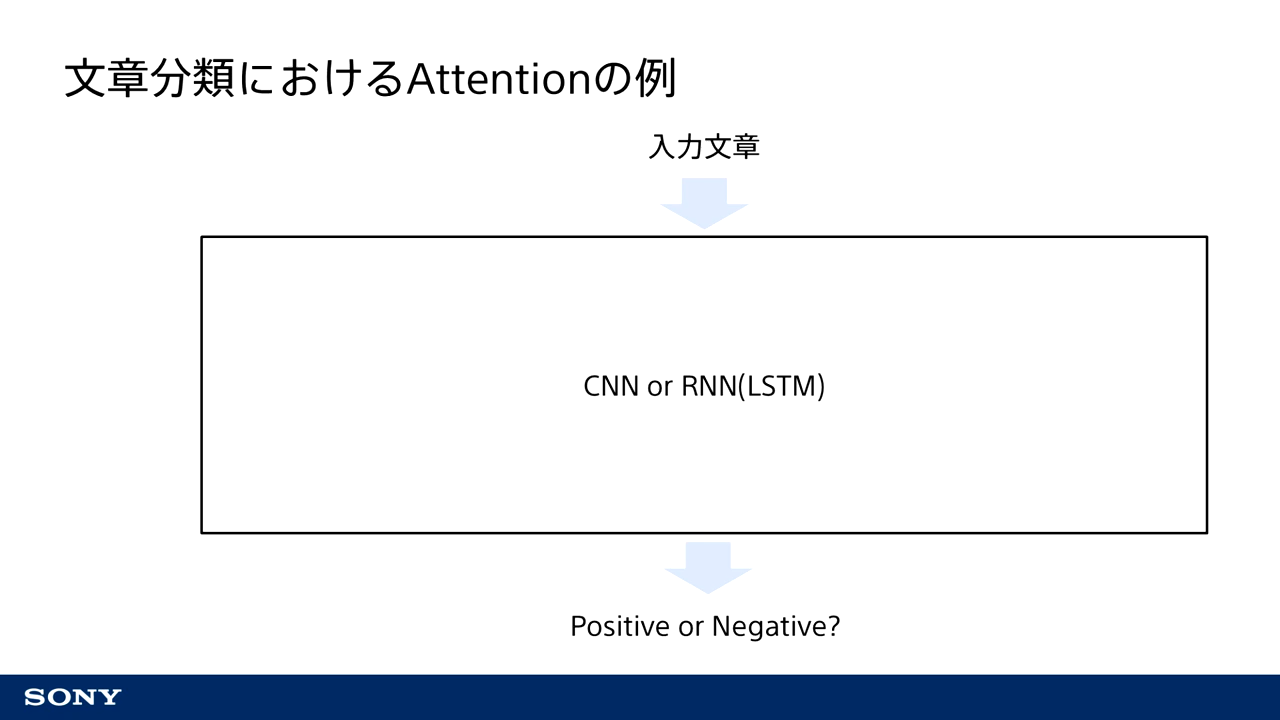 文章分類におけるAttentionの例
入力文章
CNN or RNN(LSTM)
Positive or Negative?
SONY